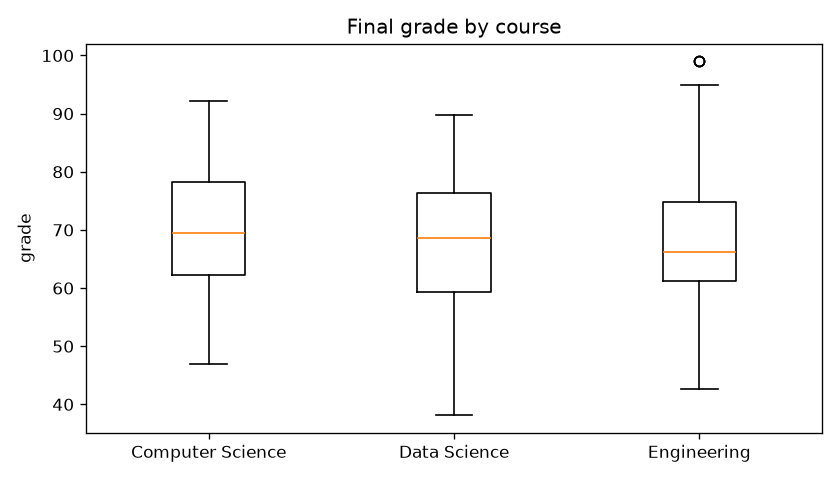 Final grade by course
100
90
80
70
60
50
40
grade
Computer Science
Data Science
Engineering